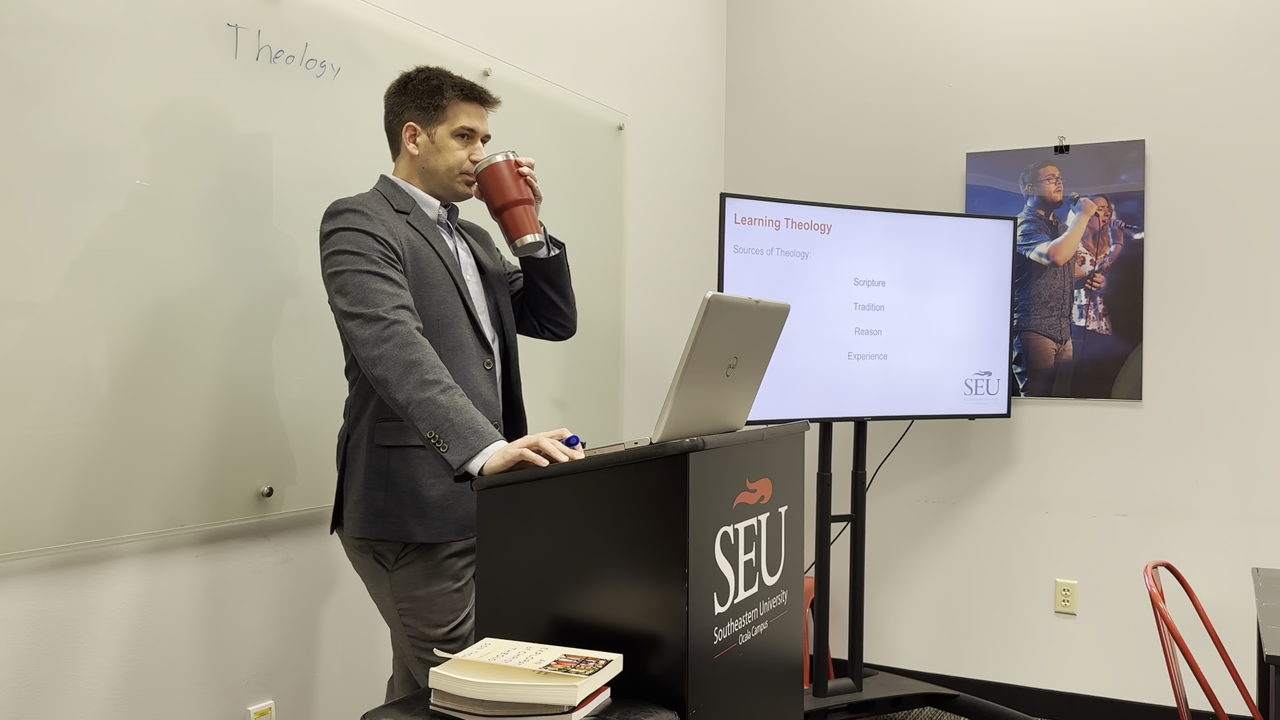 Theology
Learning Theology
Sources of Theology:
Scripture
Tradition
Reason
Experience
SEU
SEU
Southeastern University
Ocala Campus